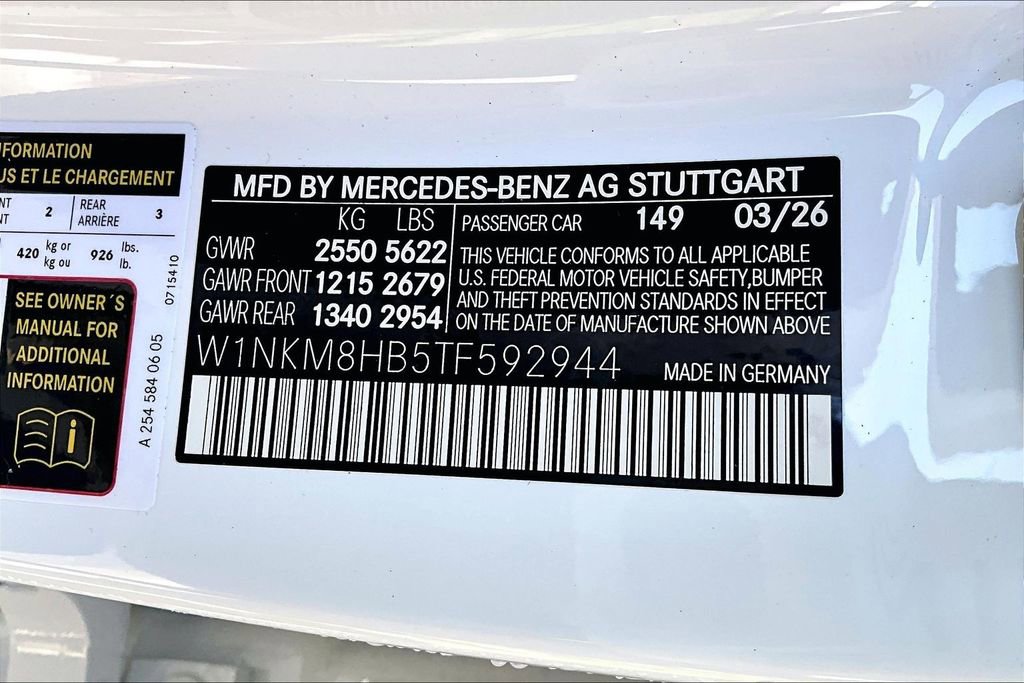 FORMATION
US ET LE CHARGEMENT
NT 2 REAR 3
NT ARRIÈRE
420 kg or 926 lbs.
kg ou lb.
SEE OWNER´S
MANUAL FOR
ADDITIONAL
INFORMATION
i
0715410
A 254 584 06 05
MFD BY MERCEDES-BENZ AG STUTTGART
KG LBS
GVWR 2550 5622
GAWR FRONT 1215 2679
GAWR REAR 1340 2954
PASSENGER CAR 149 03/26
THIS VEHICLE CONFORMS TO ALL APPLICABLE
U.S. FEDERAL MOTOR VEHICLE SAFETY,BUMPER
AND THEFT PREVENTION STANDARDS IN EFFECT
ON THE DATE OF MANUFACTURE SHOWN ABOVE
W1NKM8HB5TF592944
MADE IN GERMANY